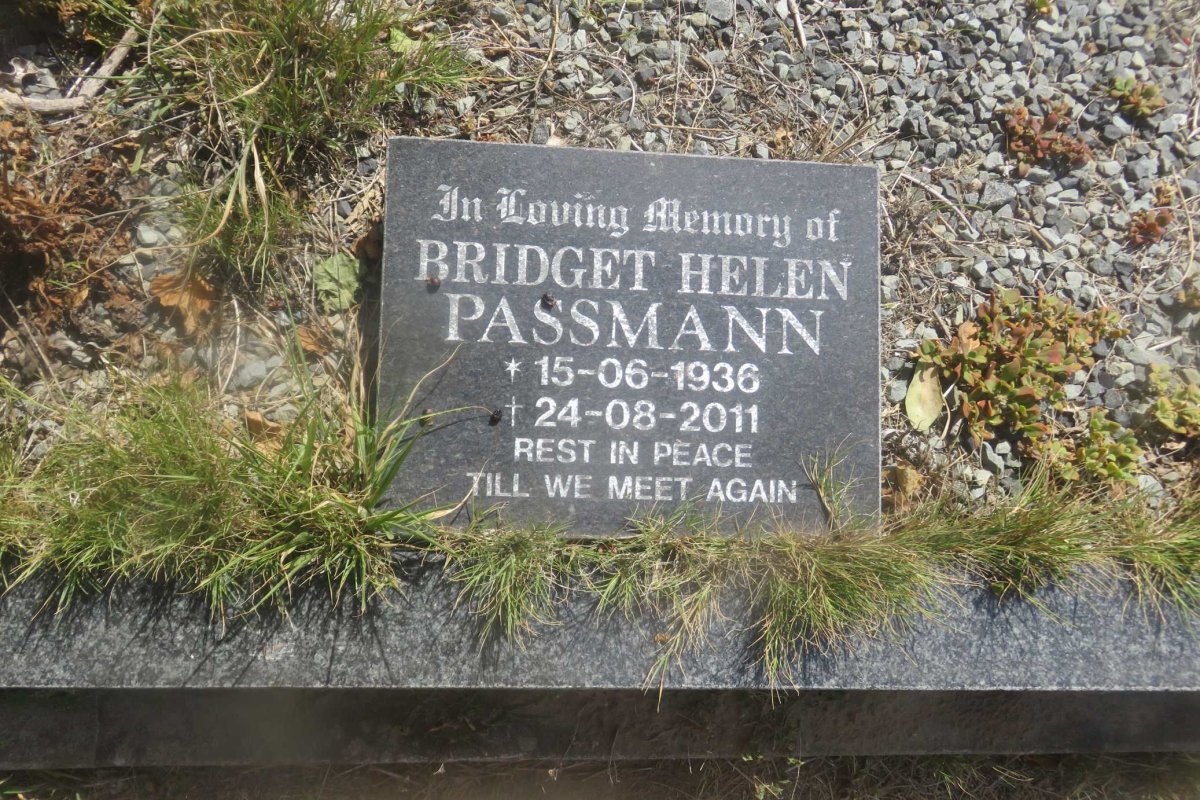 In Loving Memory of
BRIDGET HELEN
PASSMANN
* 15-06-1936
† 24-08-2011
REST IN PEACE
TILL WE MEET AGAIN